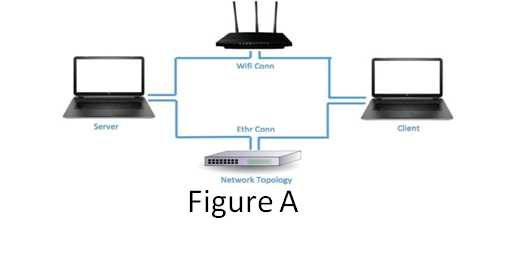 Wifi Conn
Server
Client
Ethr Conn
Network Topology
Figure A